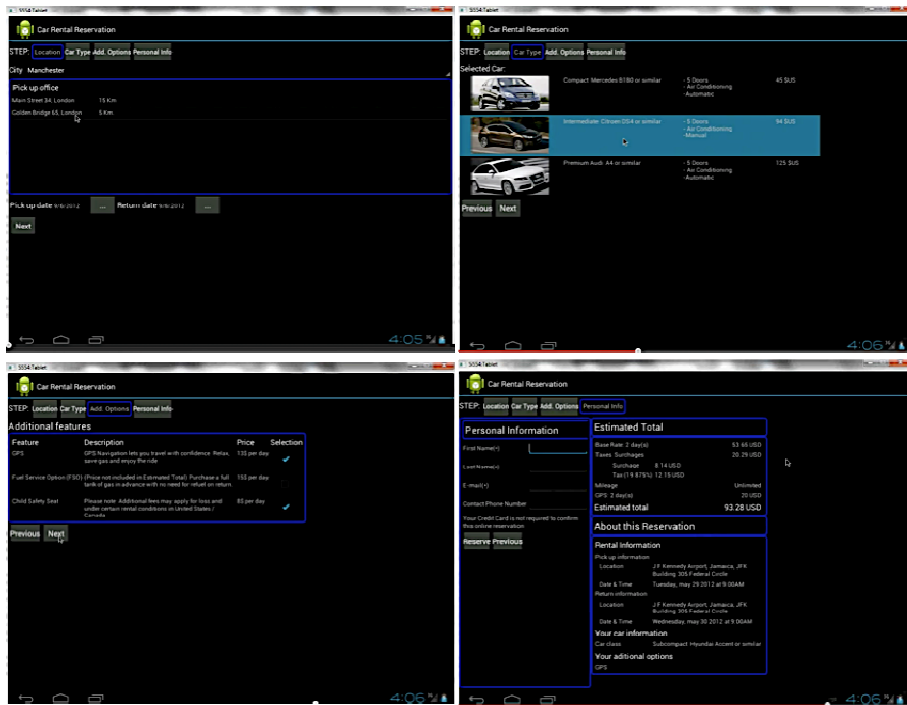 5554:Tablet
Car Rental Reservation
STEP: Location Car Type Add. Options Personal Info
City Manchester
Pick up office
Main Street 34, London 15 Km
Golden Bridge 65, London 5 Km
Pick up date 9/8/2012 ... Return date 9/8/2012 ...
Next
4:05
5554:Tablet
Car Rental Reservation
STEP: Location Car Type Add. Options Personal Info
Selected Car:
Compact Mercedes B180 or similar - 5 Doors: 45 $US
- Air Conditioning
-Automatic
Intermediate Citroen DS4 or similar - 5 Doors: 94 $US
- Air Conditioning
-Manual
Premium Audi A4 or similar - 5 Doors: 125 $US
- Air Conditioning
-Automatic
Previous Next
4:06
5554:Tablet
Car Rental Reservation
STEP: Location Car Type Add. Options Personal Info
Additional features
Feature Description Price Selection
GPS GPS Navigation lets you travel with confidence. Relax, 13$ per day
save gas and enjoy the ride
Fuel Service Option (FSO) (Price not included in Estimated Total) Purchase a full 15$ per day
tank of gas in advance with no need for refuel on return
Child Safety Seat Please note: Additional fees may apply for loss and 8$ per day
under certain rental conditions in United States /
Canada
Previous Next
4:06
5554:Tablet
Car Rental Reservation
STEP: Location Car Type Add. Options Personal Info
Personal Information
First Name(*)
Last Name(*)
E-mail(*)
Contact Phone Number
Your Credit Card is not required to confirm
this online reservation
Reserve Previous
Estimated Total
Base Rate 2 day(s) 53.65 USD
Taxes Surchages 20.29 USD
Surchage 8.14 USD
Tax (19.875%) 12.15 USD
Mileage Unlimited
GPS 2 day(s) 20 USD
Estimated total 93.28 USD
About this Reservation
Rental Information
Pick up information
Location J.F. Kennedy Airport, Jamaica, JFK
Building 305 Federal Circle
Date & Time Tuesday, may 29 2012 at 9:00AM
Return information
Location J.F. Kennedy Airport, Jamaica, JFK
Building 305 Federal Circle
Date & Time Wednesday, may 30 2012 at 9:00AM
Your car information
Car class Subcompact Hyundai Accent or similar
Your aditional options
GPS
4:06